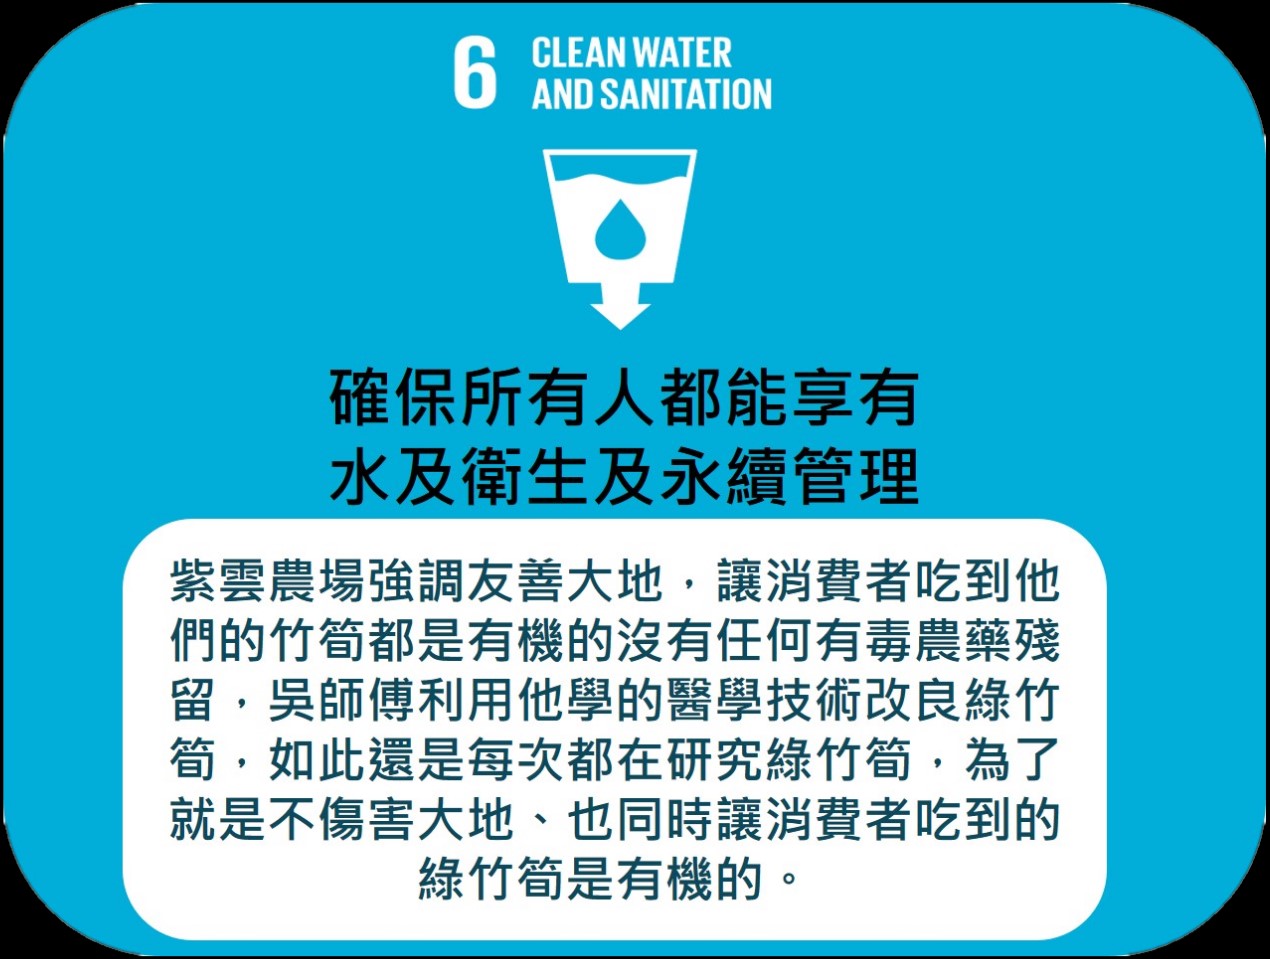 6 CLEAN WATER
AND SANITATION
確保所有人都能享有
水及衛生及永續管理
紫雲農場強調友善大地，讓消費者吃到他
們的竹筍都是有機的沒有任何有毒農藥殘
留，吳師傅利用他學的醫學技術改良綠竹
筍，如此還是每次都在研究綠竹筍，為了
就是不傷害大地、也同時讓消費者吃到的
綠竹筍是有機的。